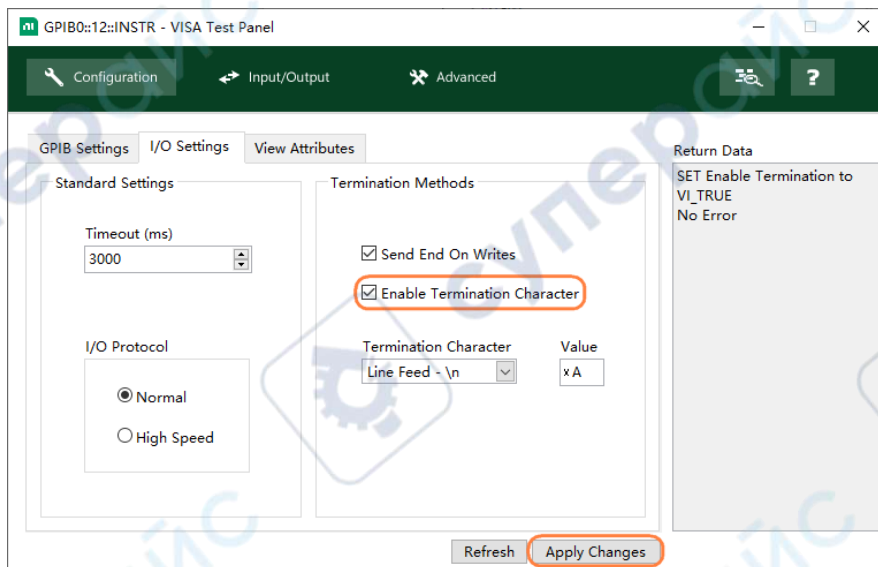 GPIB0::12::INSTR - VISA Test Panel
Configuration
Input/Output
Advanced
?
GPIB Settings
I/O Settings
View Attributes
Return Data
Standard Settings
Termination Methods
SET Enable Termination to
VI_TRUE
No Error
Timeout (ms)
3000
Send End On Writes
Enable Termination Character
I/O Protocol
Termination Character
Value
Line Feed - \n
xA
Normal
High Speed
Refresh
Apply Changes
суперайс